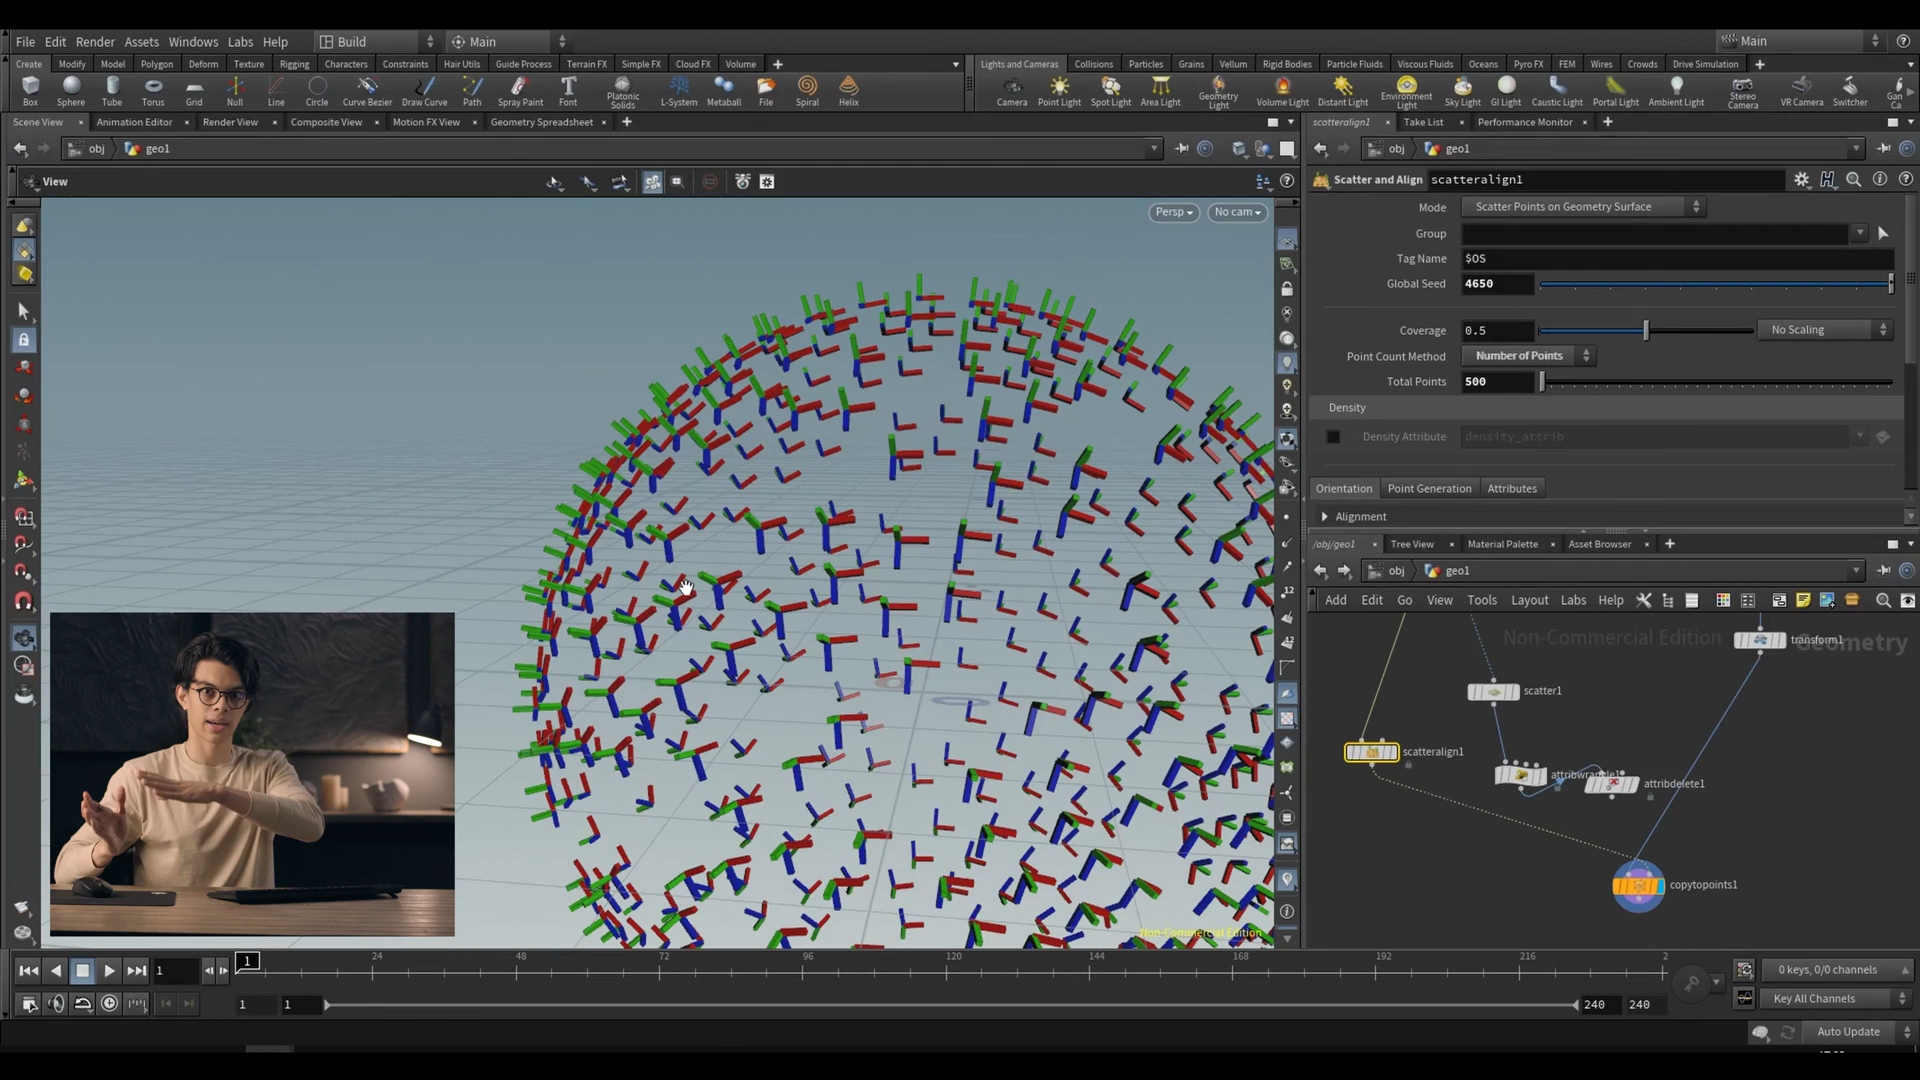 File Edit Render Assets Windows Labs Help Build Main Main
Create Modify Model Polygon Deform Texture Rigging Characters Constraints Hair Utils Guide Process Terrain FX Simple FX Cloud FX Volume
Lights and Cameras Collisions Particles Grains Vellum Rigid Bodies Particle Fluids Viscous Fluids Oceans Pyro FX FEM Wires Crowds Drive Simulation
Box Sphere Tube Torus Grid Null Line Circle Curve Bezier Draw Curve Path Spray Paint Font Platonic Solids L-System Metaball File Spiral Helix
Camera Point Light Spot Light Area Light Geometry Light Volume Light Distant Light Environment Light Sky Light GI Light Caustic Light Portal Light Ambient Light Stereo Camera VR Camera Switcher
Scene View Animation Editor Render View Composite View Motion FX View Geometry Spreadsheet
scatteralign1 Take List Performance Monitor
obj geo1
obj geo1
View
Persp No cam
Scatter and Align scatteralign1
Mode Scatter Points on Geometry Surface
Group
Tag Name $OS
Global Seed 4650
Coverage 0.5 No Scaling
Point Count Method Number of Points
Total Points 500
Density
Density Attribute density_attrib
Orientation Point Generation Attributes
Alignment
/obj/geo1 Tree View Material Palette Asset Browser
obj geo1
Add Edit Go View Tools Layout Labs Help
Non-Commercial Edition Geometry
transform1
scatter1
scatteralign1
attribdelete1
copytopoints1
Non-Commercial Edition
1 24 48 72 96 120 144 168 192 216 2
1
0 keys, 0/0 channels
1 1 240 240
Key All Channels
Auto Update